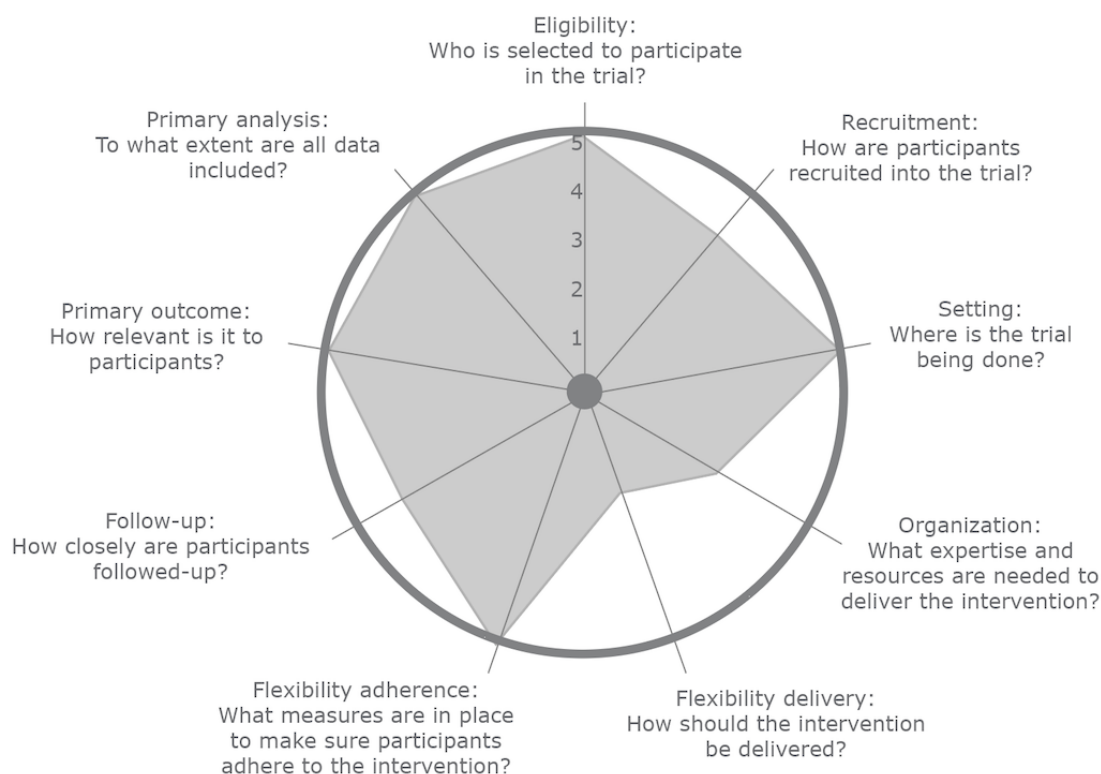 Eligibility:
Who is selected to participate
in the trial?
Recruitment:
How are participants
recruited into the trial?
Setting:
Where is the trial
being done?
Organization:
What expertise and
resources are needed to
deliver the intervention?
Flexibility delivery:
How should the intervention
be delivered?
Flexibility adherence:
What measures are in place
to make sure participants
adhere to the intervention?
Follow-up:
How closely are participants
followed-up?
Primary outcome:
How relevant is it to
participants?
Primary analysis:
To what extent are all data
included?
5
4
3
2
1